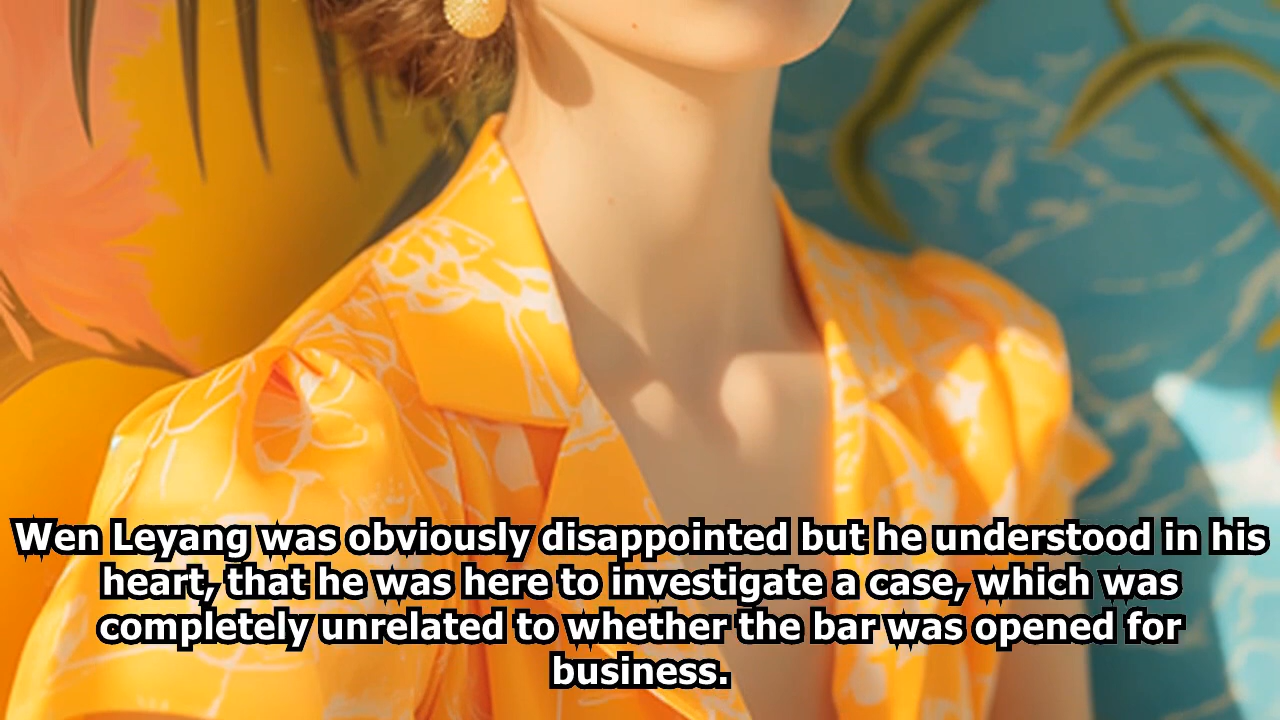 Wen Leyang was obviously disappointed but he understood in his
heart, that he was here to investigate a case, which was
completely unrelated to whether the bar was opened for
business.